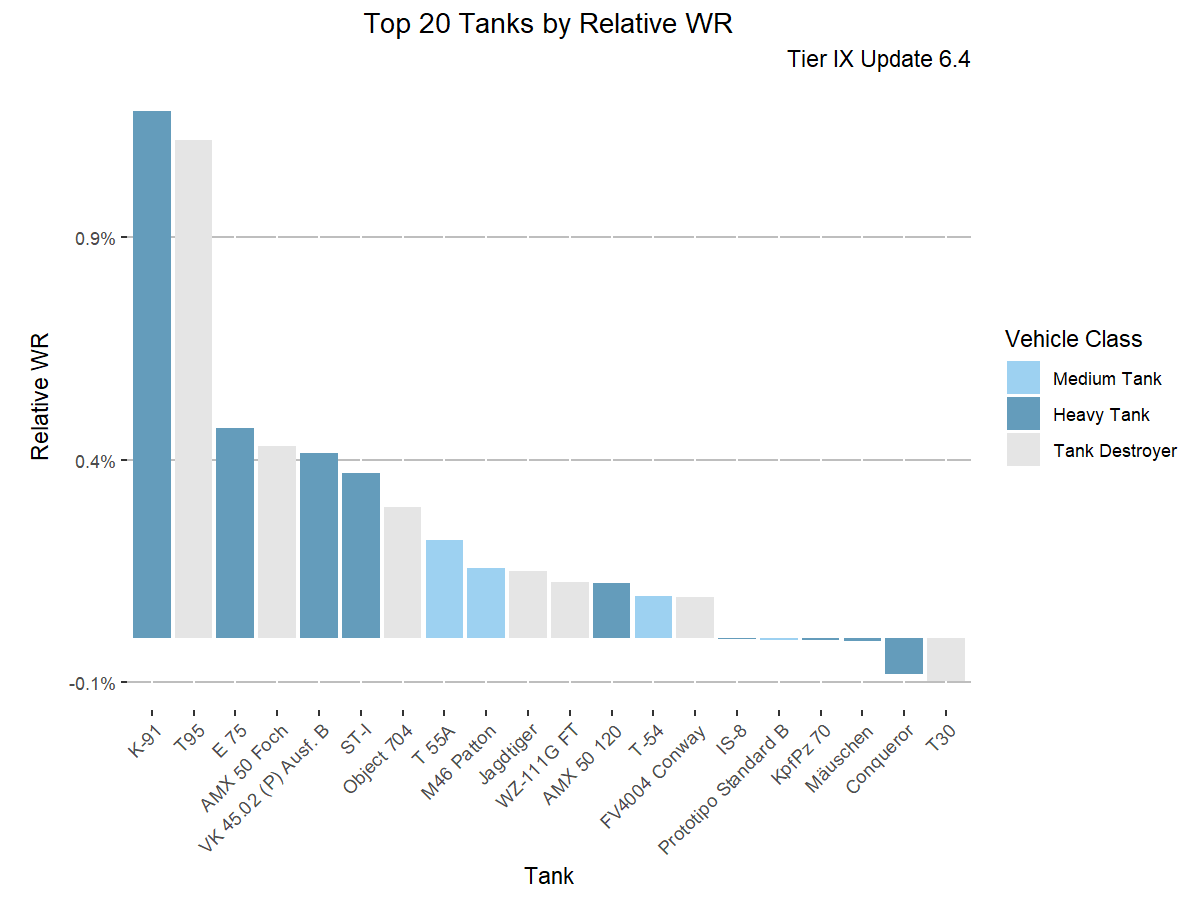 Top 20 Tanks by Relative WR
Tier IX Update 6.4
0.9%
0.4%
-0.1%
Relative WR
K-91
T95
E 75
AMX 50 Foch
VK 45.02 (P) Ausf. B
ST-I
Object 704
T 55A
M46 Patton
Jagdtiger
WZ-111G FT
AMX 50 120
T-54
FV4004 Conway
IS-8
Prototipo Standard B
KpfPz 70
Mäuschen
Conqueror
T30
Tank
Vehicle Class
Medium Tank
Heavy Tank
Tank Destroyer